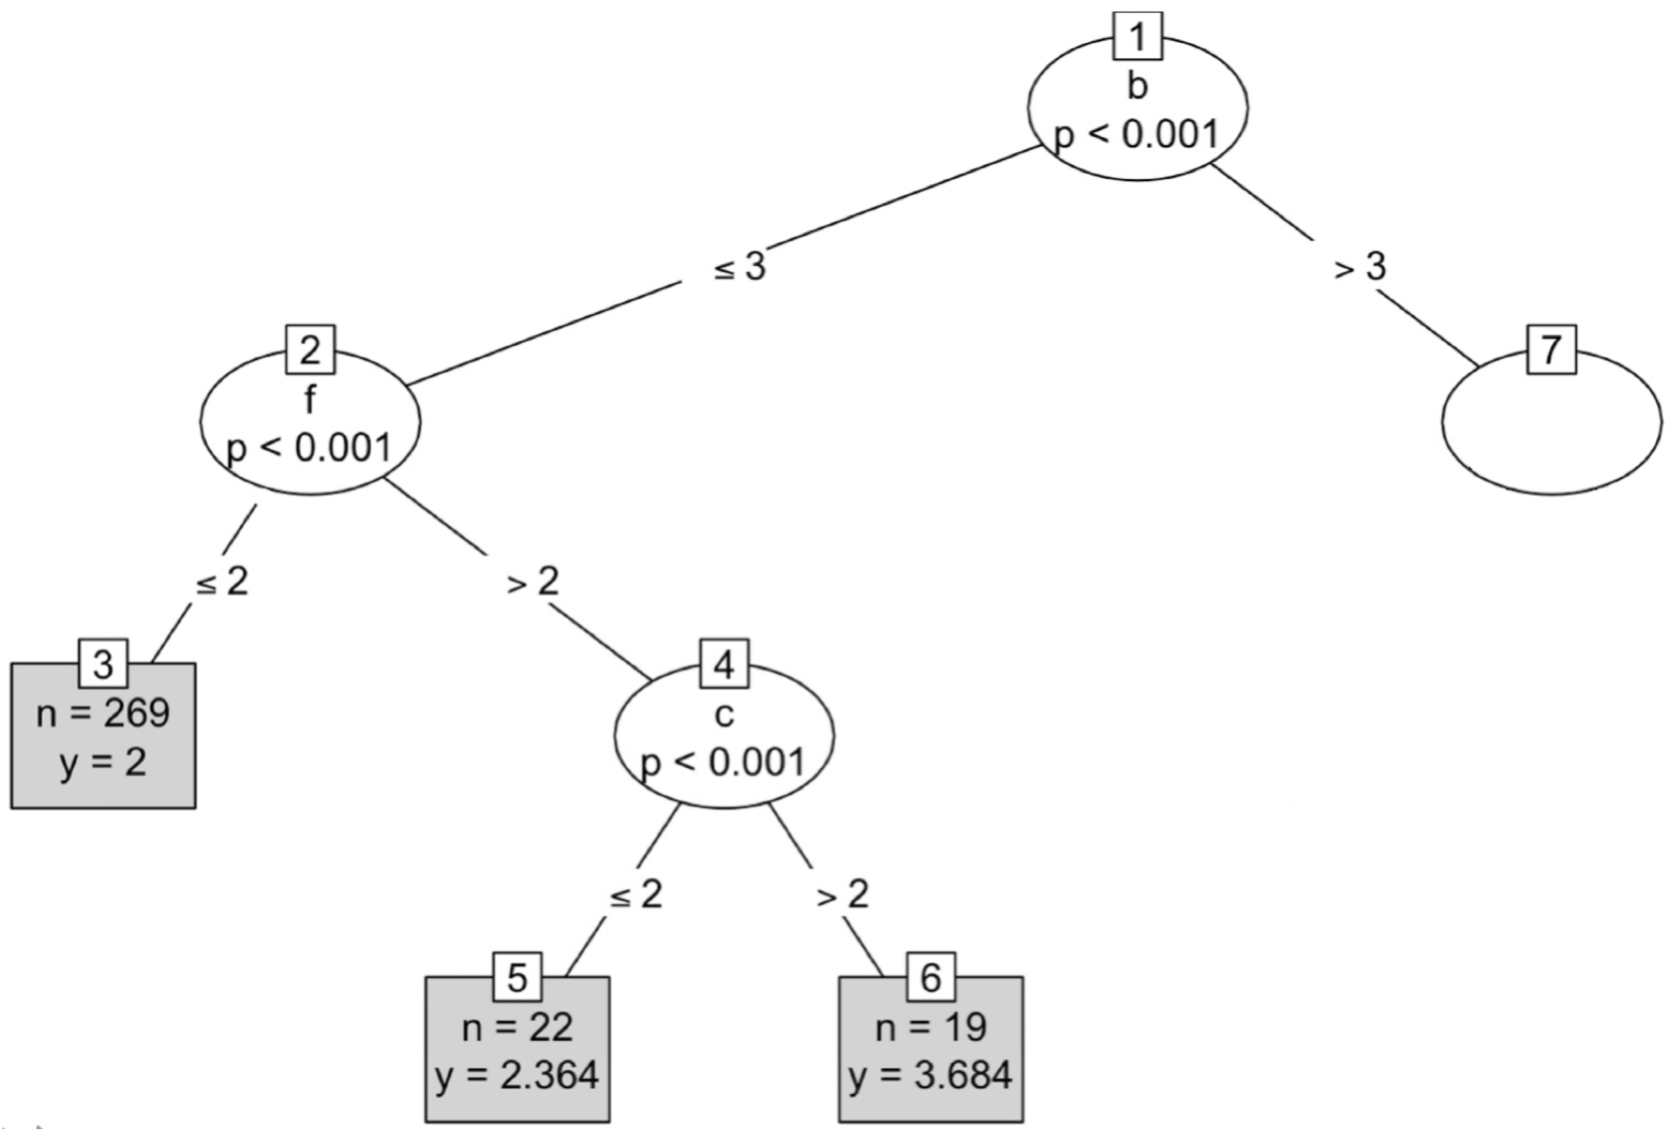 1
b
p < 0.001
≤ 3
> 3
2
f
p < 0.001
7
≤ 2
> 2
3
n = 269
y = 2
4
c
p < 0.001
≤ 2
> 2
5
n = 22
y = 2.364
6
n = 19
y = 3.684